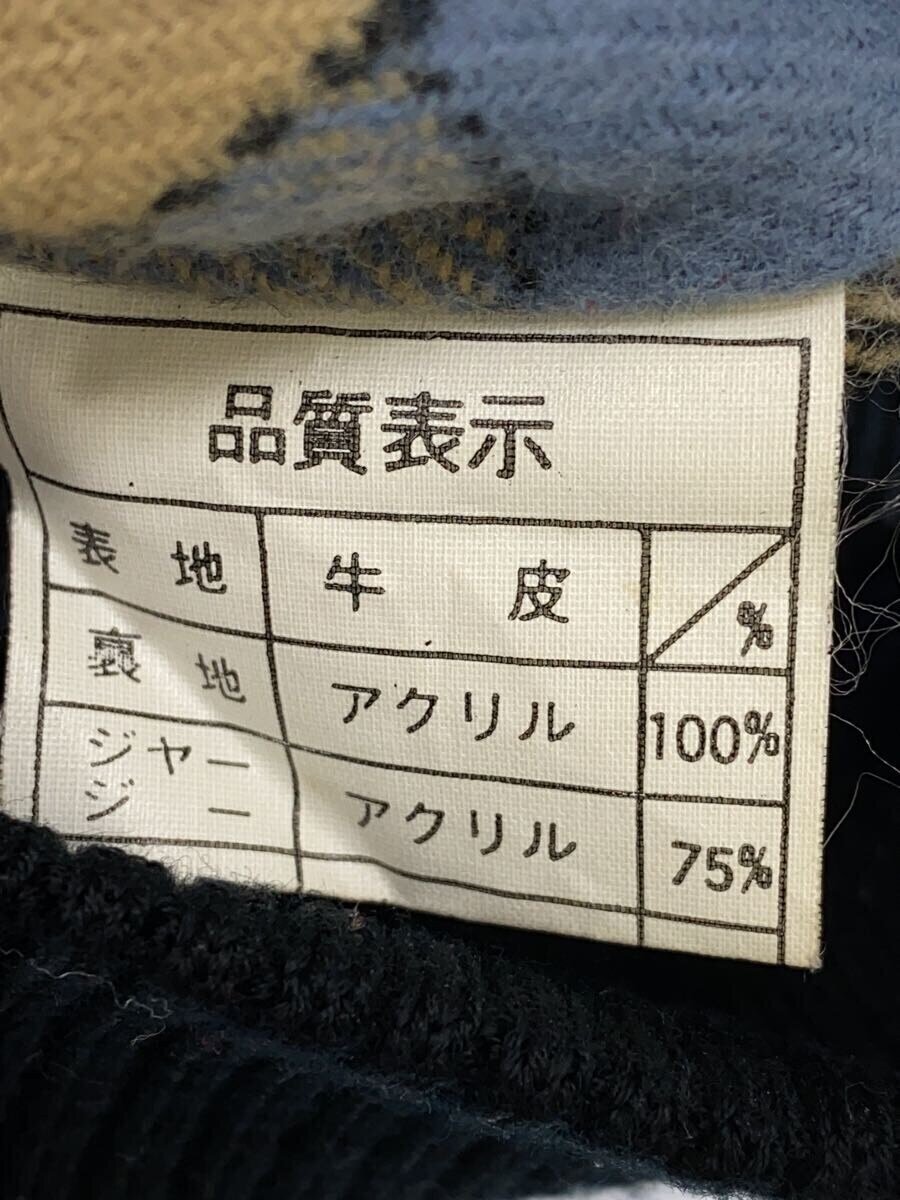 品質表示
表地 牛皮 %
裏地 アクリル 100%
ジャージー アクリル 75%